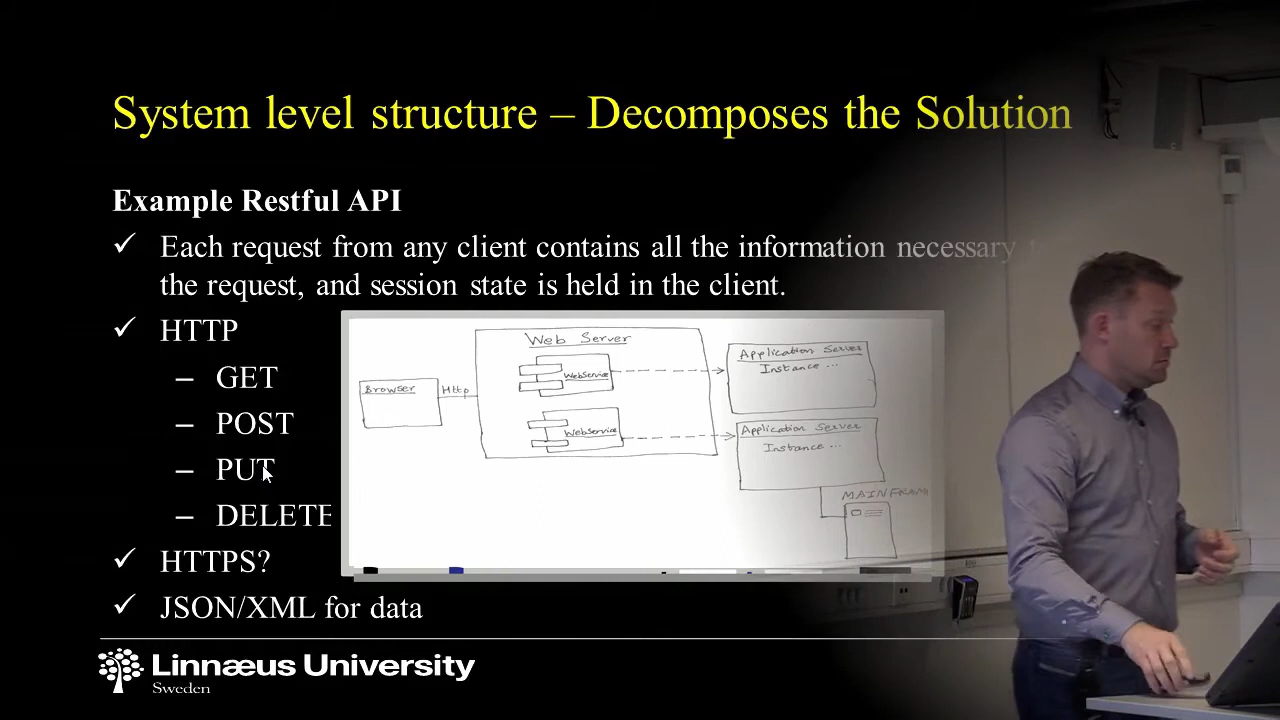 System level structure – Decomposes the Solution
Example Restful API
✓ Each request from any client contains all the information necessary
the request, and session state is held in the client.
✓ HTTP
– GET
– POST
– PUT
– DELETE
✓ HTTPS?
✓ JSON/XML for data
Browser
Http
Web Server
WebService
WebService
Application Server
Instance ...
Application Server
Instance ...
MAINFRAM
Linnæus University
Sweden